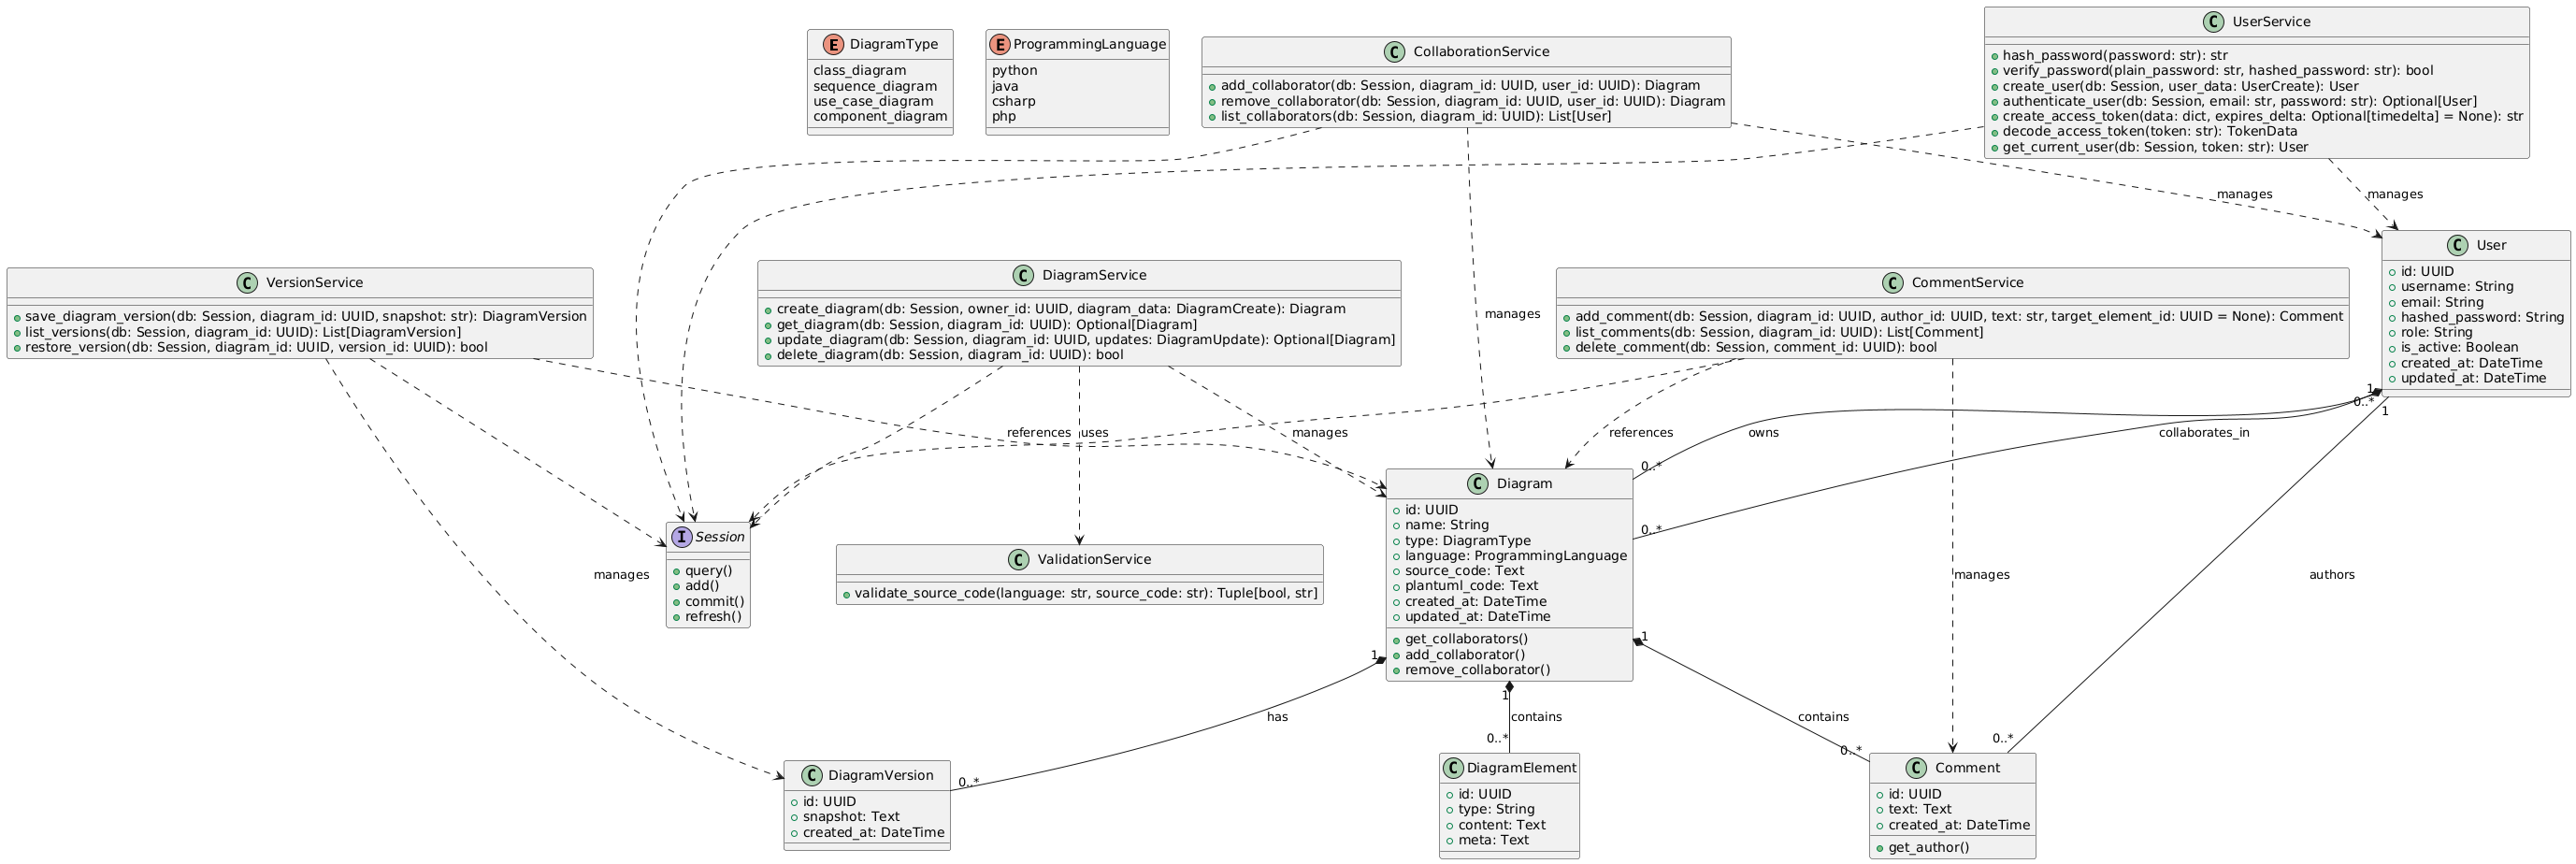 E DiagramType
class_diagram
sequence_diagram
use_case_diagram
component_diagram
E ProgrammingLanguage
python
java
csharp
php
C CollaborationService
add_collaborator(db: Session, diagram_id: UUID, user_id: UUID): Diagram
remove_collaborator(db: Session, diagram_id: UUID, user_id: UUID): Diagram
list_collaborators(db: Session, diagram_id: UUID): List[User]
C UserService
hash_password(password: str): str
verify_password(plain_password: str, hashed_password: str): bool
create_user(db: Session, user_data: UserCreate): User
authenticate_user(db: Session, email: str, password: str): Optional[User]
create_access_token(data: dict, expires_delta: Optional[timedelta] = None): str
decode_access_token(token: str): TokenData
get_current_user(db: Session, token: str): User
manages
manages
C VersionService
save_diagram_version(db: Session, diagram_id: UUID, snapshot: str): DiagramVersion
list_versions(db: Session, diagram_id: UUID): List[DiagramVersion]
restore_version(db: Session, diagram_id: UUID, version_id: UUID): bool
C DiagramService
create_diagram(db: Session, owner_id: UUID, diagram_data: DiagramCreate): Diagram
get_diagram(db: Session, diagram_id: UUID): Optional[Diagram]
update_diagram(db: Session, diagram_id: UUID, updates: DiagramUpdate): Optional[Diagram]
delete_diagram(db: Session, diagram_id: UUID): bool
manages
C CommentService
add_comment(db: Session, diagram_id: UUID, author_id: UUID, text: str, target_element_id: UUID = None): Comment
list_comments(db: Session, diagram_id: UUID): List[Comment]
delete_comment(db: Session, comment_id: UUID): bool
C User
id: UUID
username: String
email: String
hashed_password: String
role: String
is_active: Boolean
created_at: DateTime
updated_at: DateTime
1
0..*
1
references
uses
manages
references
owns
collaborates_in
0..*
0..*
I Session
query()
add()
commit()
refresh()
C ValidationService
validate_source_code(language: str, source_code: str): Tuple[bool, str]
C Diagram
id: UUID
name: String
type: DiagramType
language: ProgrammingLanguage
source_code: Text
plantuml_code: Text
created_at: DateTime
updated_at: DateTime
get_collaborators()
add_collaborator()
remove_collaborator()
manages
manages
authors
1
1
1
has
contains
contains
0..*
0..*
0..*
0..*
C DiagramVersion
id: UUID
snapshot: Text
created_at: DateTime
C DiagramElement
id: UUID
type: String
content: Text
meta: Text
C Comment
id: UUID
text: Text
created_at: DateTime
get_author()